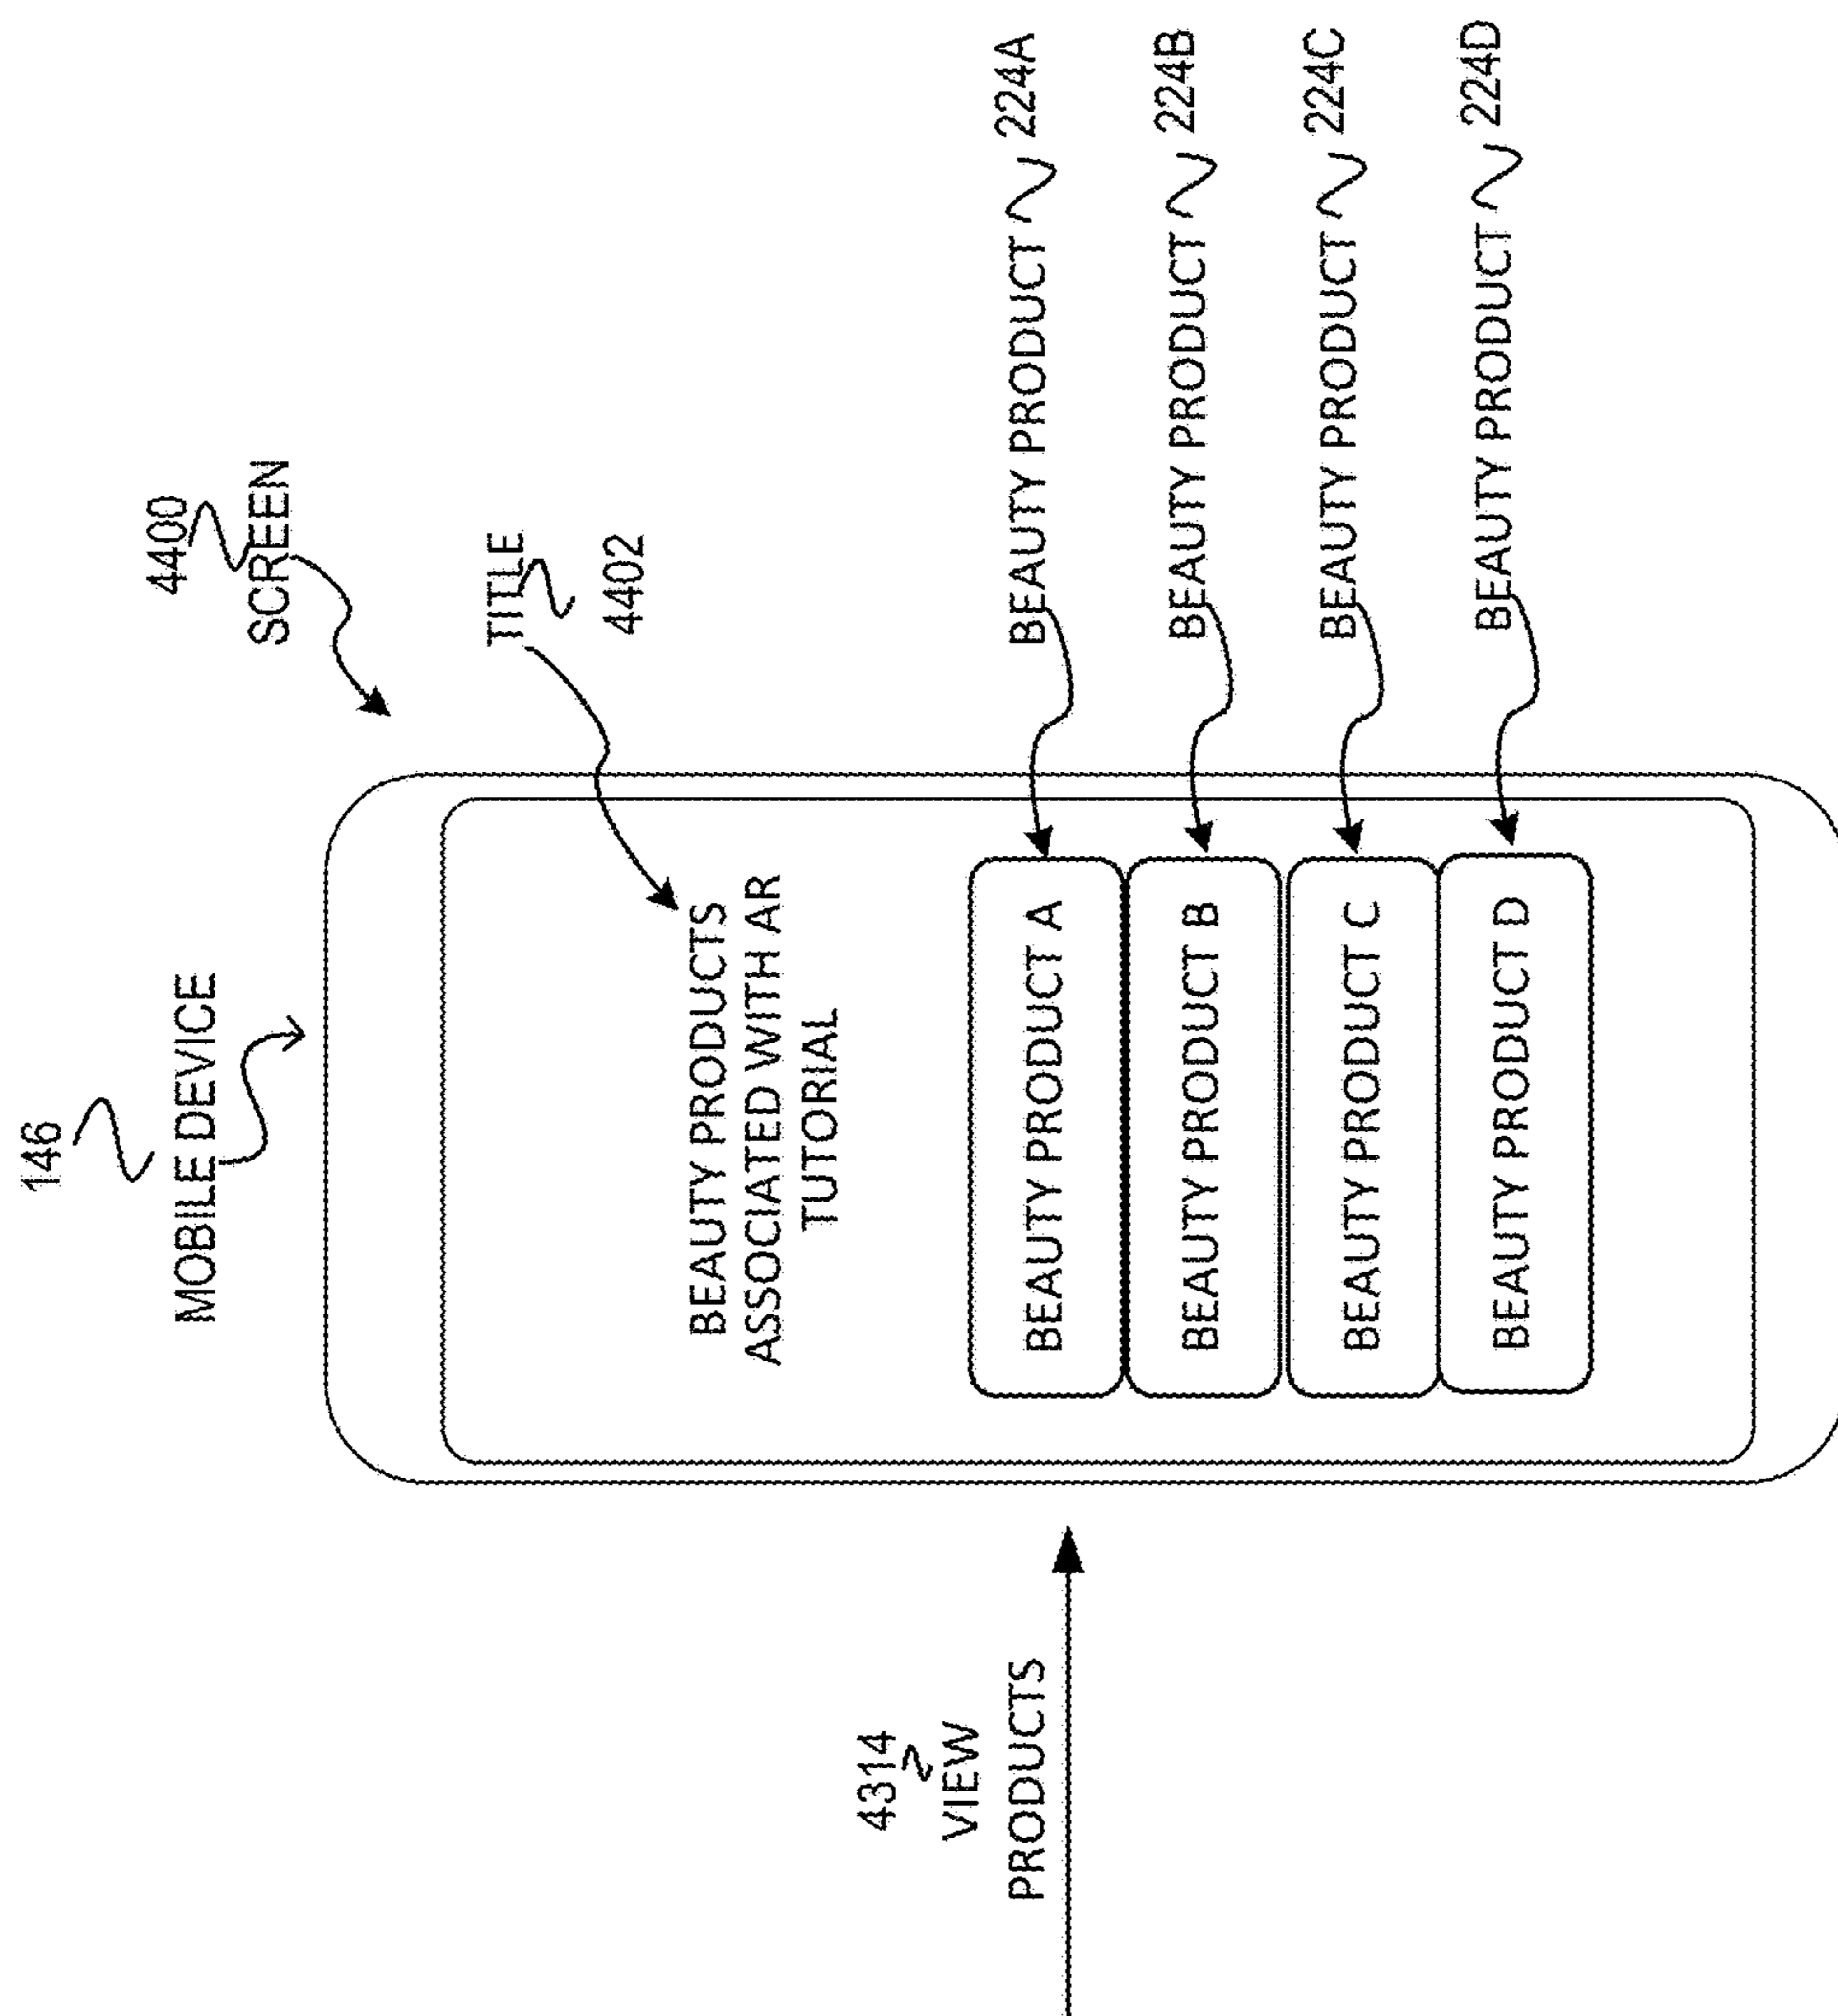 146
MOBILE DEVICE
4400
SCREEN
TITLE
4402
BEAUTY PRODUCTS
ASSOCIATED WITH AR
TUTORIAL
4314
VIEW
PRODUCTS
BEAUTY PRODUCT A
BEAUTY PRODUCT 224A
BEAUTY PRODUCT B
BEAUTY PRODUCT 224B
BEAUTY PRODUCT C
BEAUTY PRODUCT 224C
BEAUTY PRODUCT D
BEAUTY PRODUCT 224D